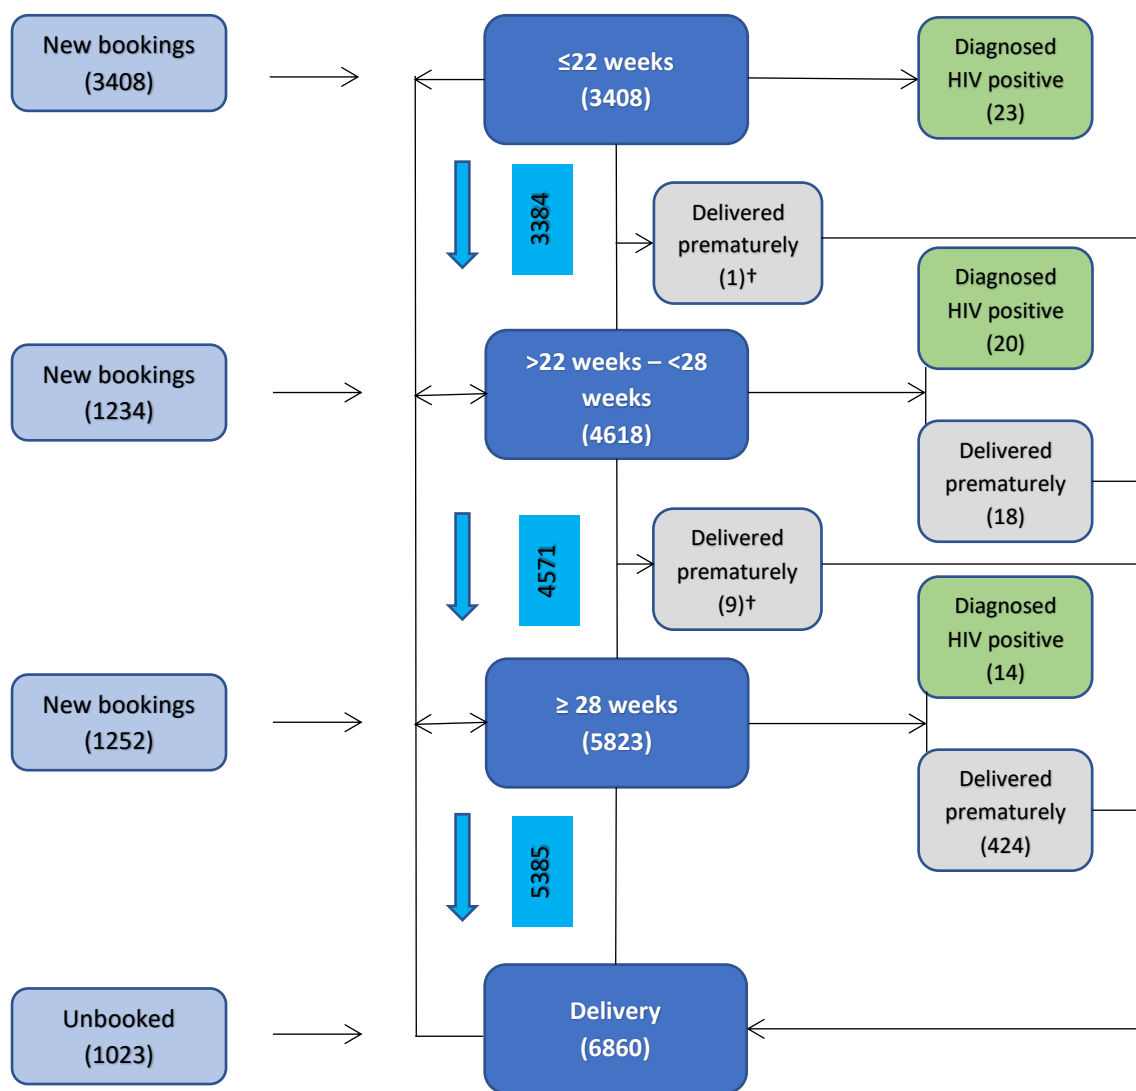 New bookings
(3408)
≤22 weeks
(3408)
Diagnosed
HIV positive
(23)
3384
Delivered
prematurely
(1)†
Diagnosed
HIV positive
(20)
New bookings
(1234)
>22 weeks – <28
weeks
(4618)
Delivered
prematurely
(18)
4571
Delivered
prematurely
(9)†
Diagnosed
HIV positive
(14)
New bookings
(1252)
≥ 28 weeks
(5823)
Delivered
prematurely
(424)
5385
Unbooked
(1023)
Delivery
(6860)